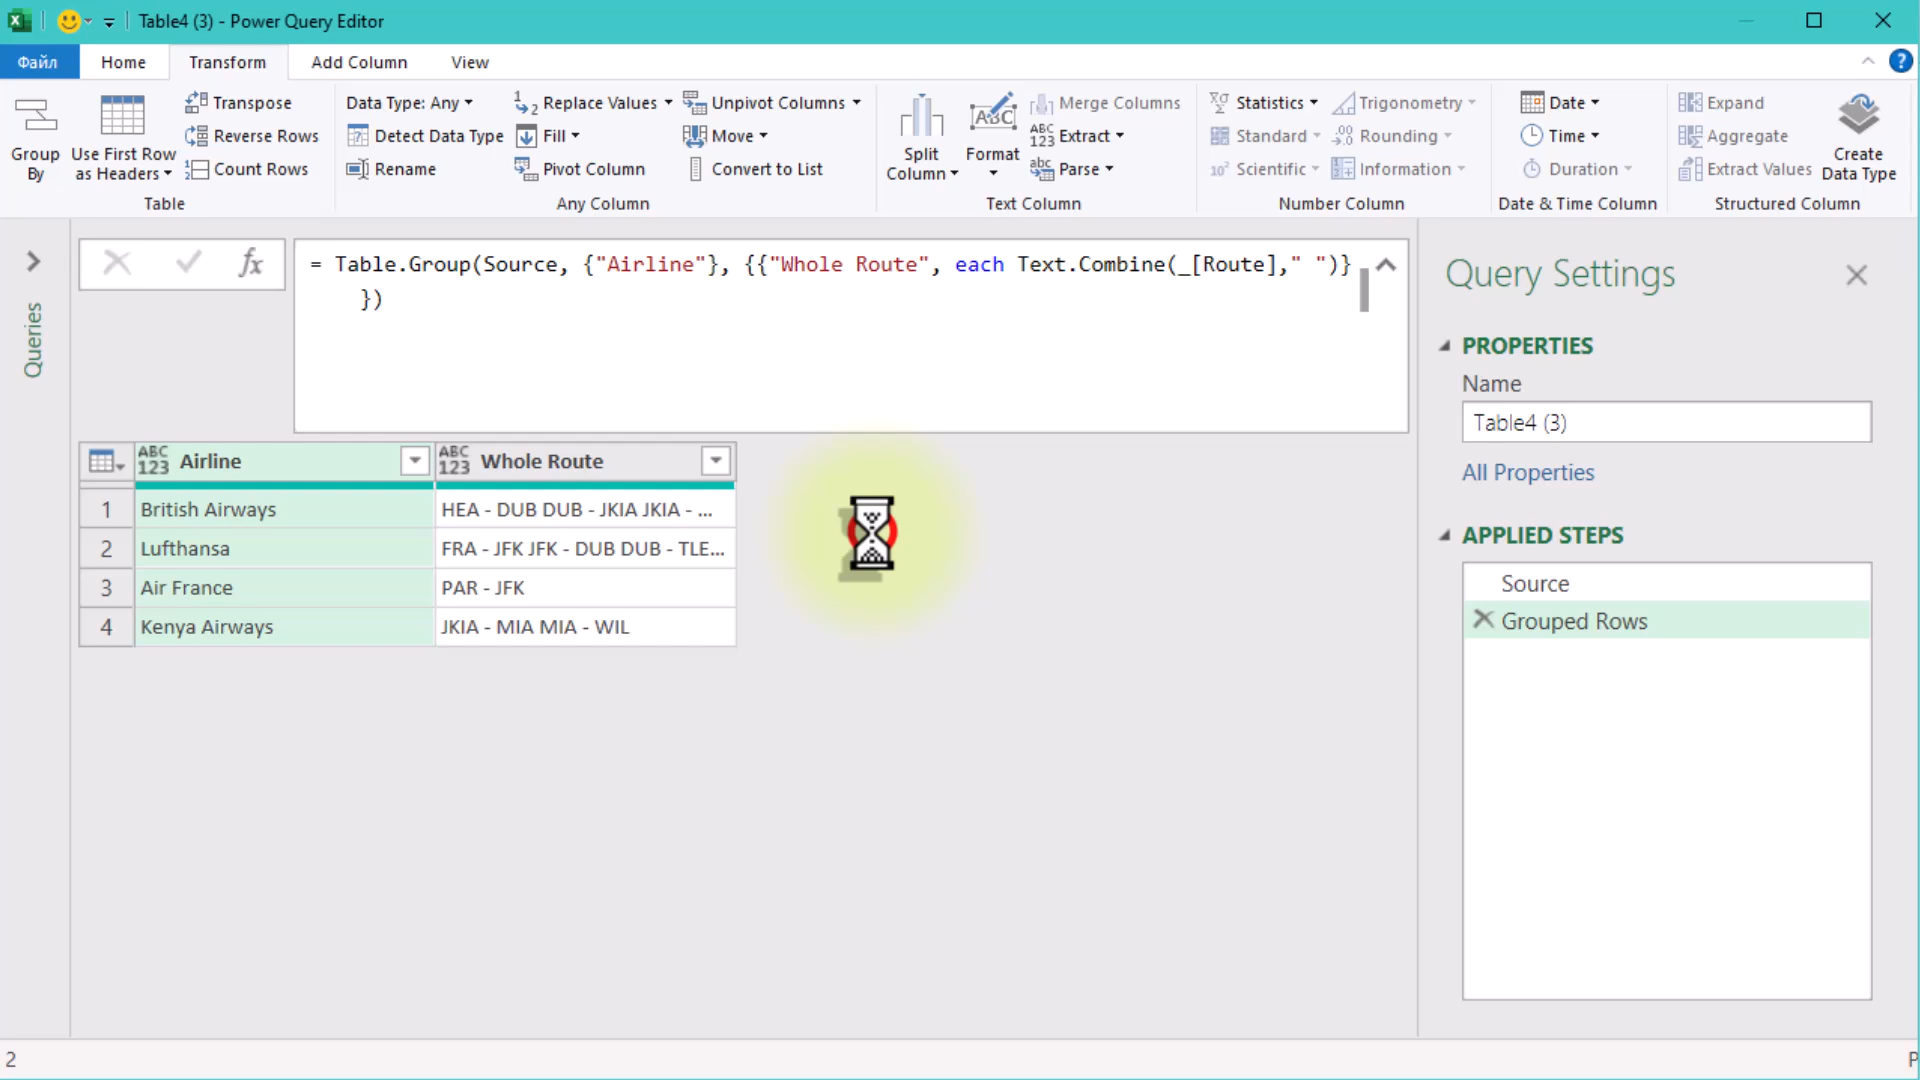 Table4 (3) - Power Query Editor
Файл Home Transform Add Column View
Group By
Use First Row as Headers
Transpose
Reverse Rows
Count Rows
Table
Data Type: Any
Detect Data Type
Rename
Replace Values
Fill
Pivot Column
Unpivot Columns
Move
Convert to List
Any Column
Split Column
Format
Merge Columns
Extract
Parse
Text Column
Statistics
Standard
Scientific
Trigonometry
Rounding
Information
Number Column
Date
Time
Duration
Date & Time Column
Expand
Aggregate
Extract Values
Create Data Type
Structured Column
Queries
fx
= Table.Group(Source, {"Airline"}, {{"Whole Route", each Text.Combine(_[Route]," ")}
})
ABC 123 Airline ABC 123 Whole Route
1 British Airways HEA - DUB DUB - JKIA JKIA - ...
2 Lufthansa FRA - JFK JFK - DUB DUB - TLE...
3 Air France PAR - JFK
4 Kenya Airways JKIA - MIA MIA - WIL
Query Settings
PROPERTIES
Name
Table4 (3)
All Properties
APPLIED STEPS
Source
Grouped Rows
2
P